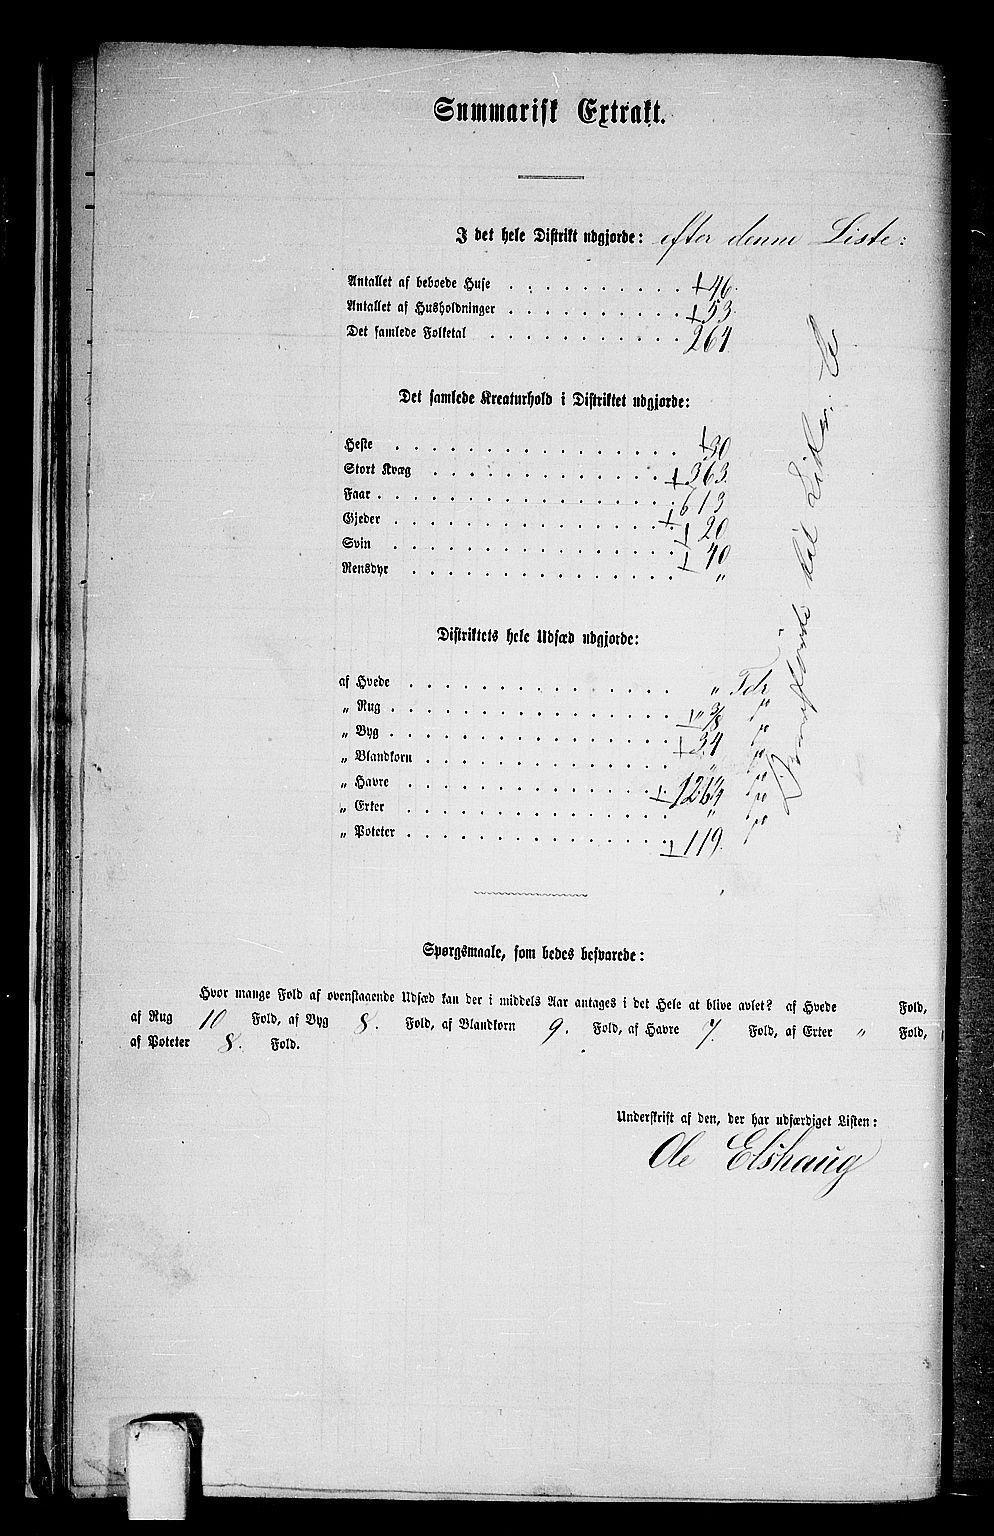 Summarisk Extrakt.
I det hele Distrikt udgjorde: efter denne Liste:
Antallet af beboede Huse . . . . . . . . . . 46.
Antallet af Husholdninger . . . . . . . . . . 53.
Det samlede Folketal . . . . . . . . . . . 264.
Det samlede Kreaturhold i Distriktet udgjorde:
Heste . . . . . . . . . . . . . . . 30
Stort Kvæg . . . . . . . . . . . . . 363.
Faar . . . . . . . . . . . . . . . . 613
Gjeder . . . . . . . . . . . . . . . 20
Svin . . . . . . . . . . . . . . . 40
Rensdyr . . . . . . . . . . . . . . "
Distriktets hele Udsæd udgjorde:
af Hvede . . . . . . . . . . . . . . " Tdr
„ Rug . . . . . . . . . . . . . . . " 3/8
„ Byg . . . . . . . . . . . . . . . 34
„ Blandkorn . . . . . . . . . . . . . "
„ Havre . . . . . . . . . . . . . .
„ Erter . . . . . . . . . . . . . . "
„ Poteter . . . . . . . . . . . . . . 119.
Spørgsmaale, som bedes besvarede:
Hvor mange Fold af ovenstaaende Udsæd kan der i middels Aar antages i det Hele at blive avlet? af Hvede Fold,
af Rug 10 Fold, af Byg 8. Fold, af Blandkorn 9. Fold, af Havre 7. Fold, af Erter " Fold,
af Poteter 8. Fold.
Underskrift af den, der har udfærdiget Listen:
Ole Elshaug